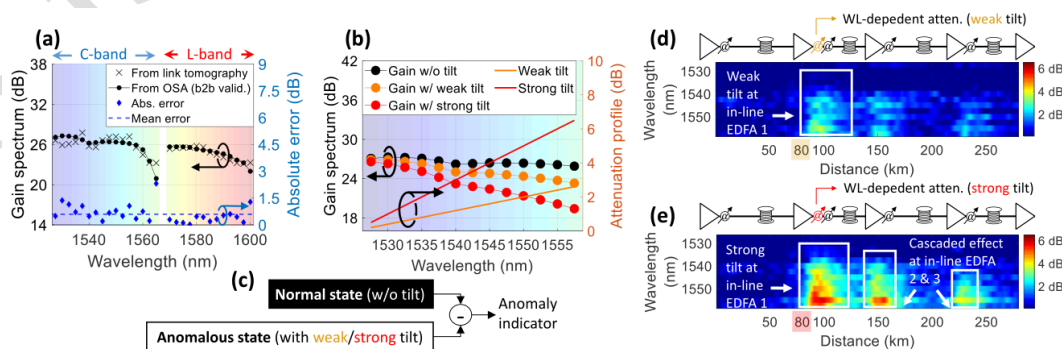 (a)
C-band
L-band
Gain spectrum (dB)
38
32
26
20
14
From link tomography
From OSA (b2b valid.)
Abs. error
Mean error
9
7.5
6
4.5
3
1.5
0
Absolute error (dB)
1540
1560
1580
1600
Wavelength (nm)
(b)
Gain spectrum (dB)
42
36
30
24
18
Gain w/o tilt
Gain w/ weak tilt
Gain w/ strong tilt
Weak tilt
Strong tilt
10
8
6
4
2
0
Attenuation profile (dB)
1530
1535
1540
1545
1550
1555
Wavelength (nm)
(c)
Normal state (w/o tilt)
Anomalous state (with weak/strong tilt)
−
Anomaly
indicator
(d)
WL-depedent atten. (weak tilt)
Wavelength (nm)
1530
1540
1550
Weak
tilt at
in-line
EDFA 1
6 dB
4 dB
2 dB
50
80
100
150
200
250
Distance (km)
(e)
WL-depedent atten. (strong tilt)
Wavelength (nm)
1530
1540
1550
Strong
tilt at
in-line
EDFA 1
Cascaded effect
at in-line EDFA
2 & 3
6 dB
4 dB
2 dB
50
80
100
150
200
250
Distance (km)